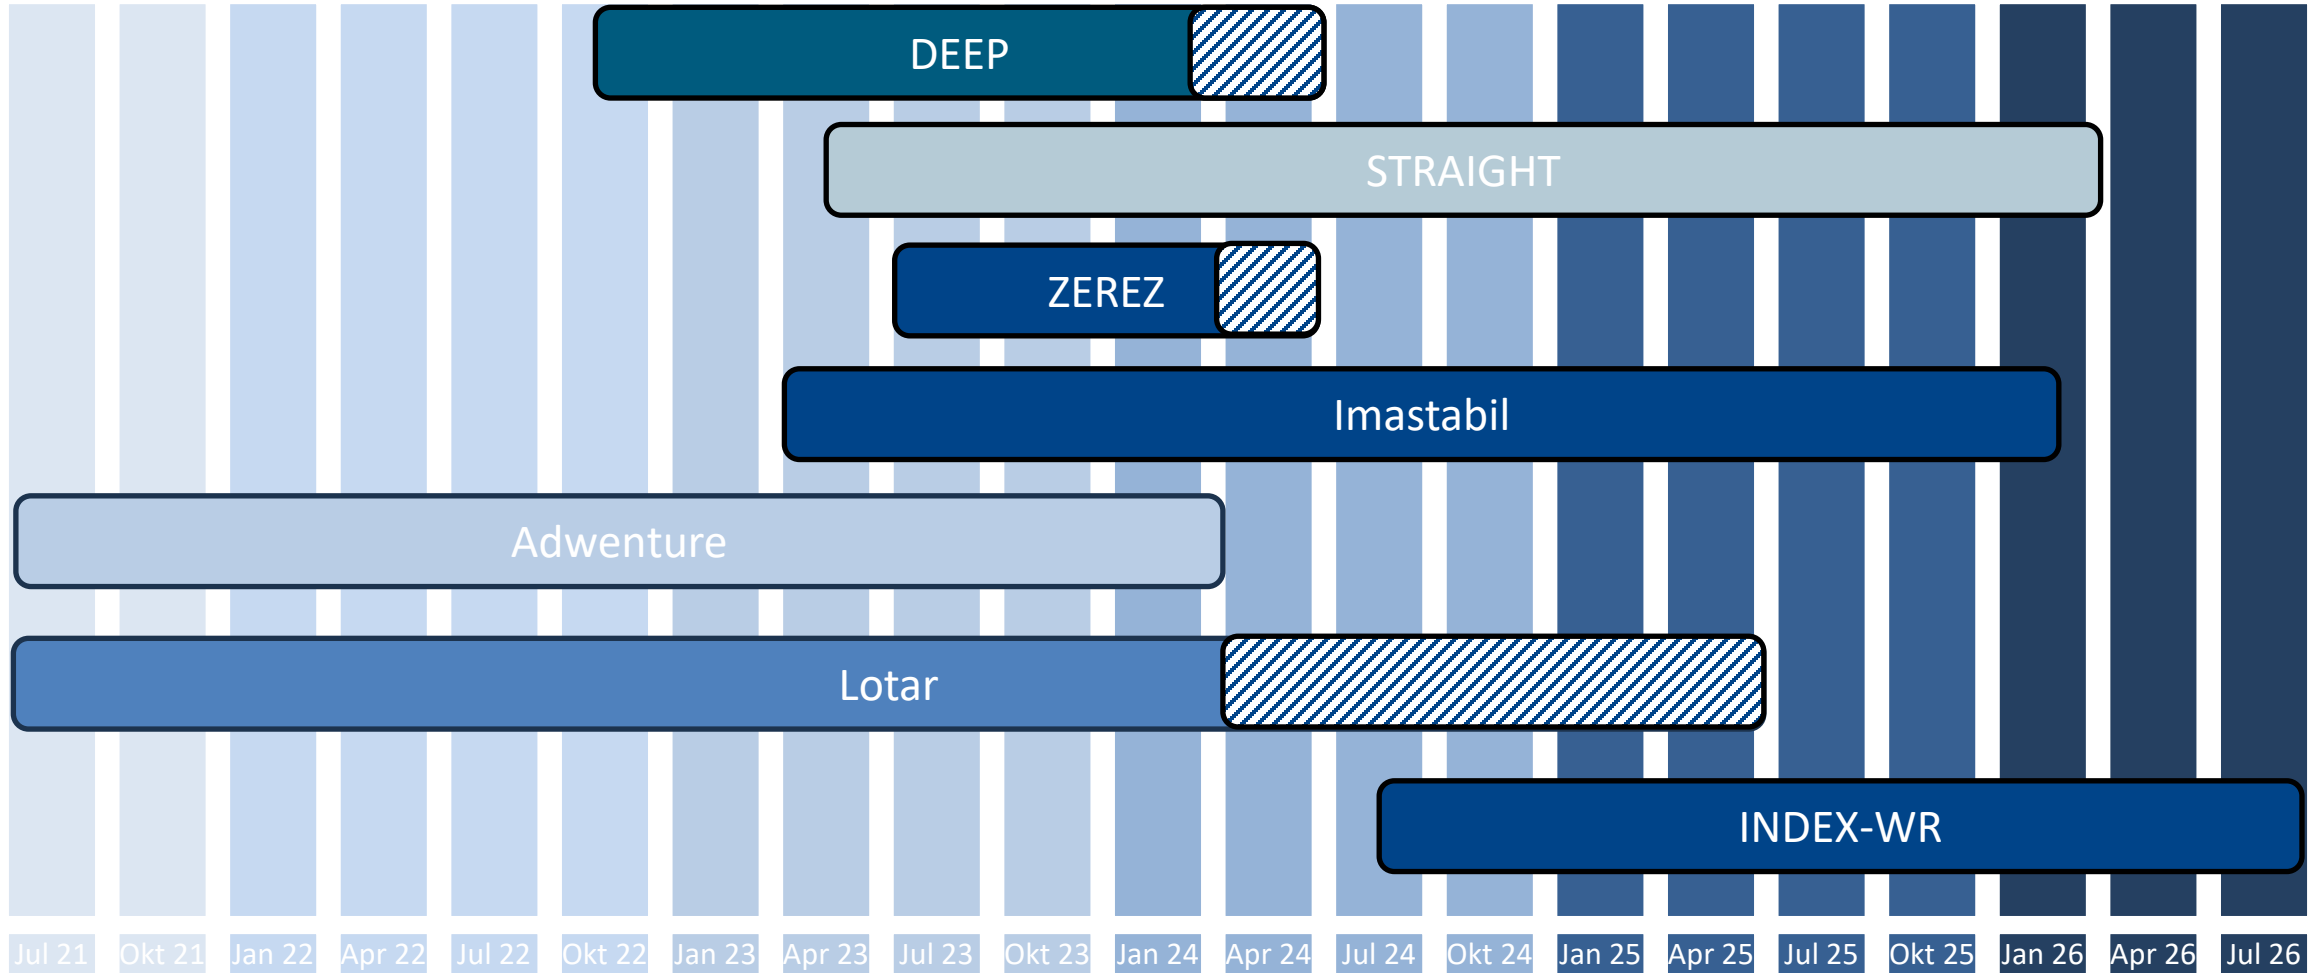 DEEP
STRAIGHT
ZEREZ
Imastabil
Adwenture
Lotar
INDEX-WR
Jul 21 Okt 21 Jan 22 Apr 22 Jul 22 Okt 22 Jan 23 Apr 23 Jul 23 Okt 23 Jan 24 Apr 24 Jul 24 Okt 24 Jan 25 Apr 25 Jul 25 Okt 25 Jan 26 Apr 26 Jul 26